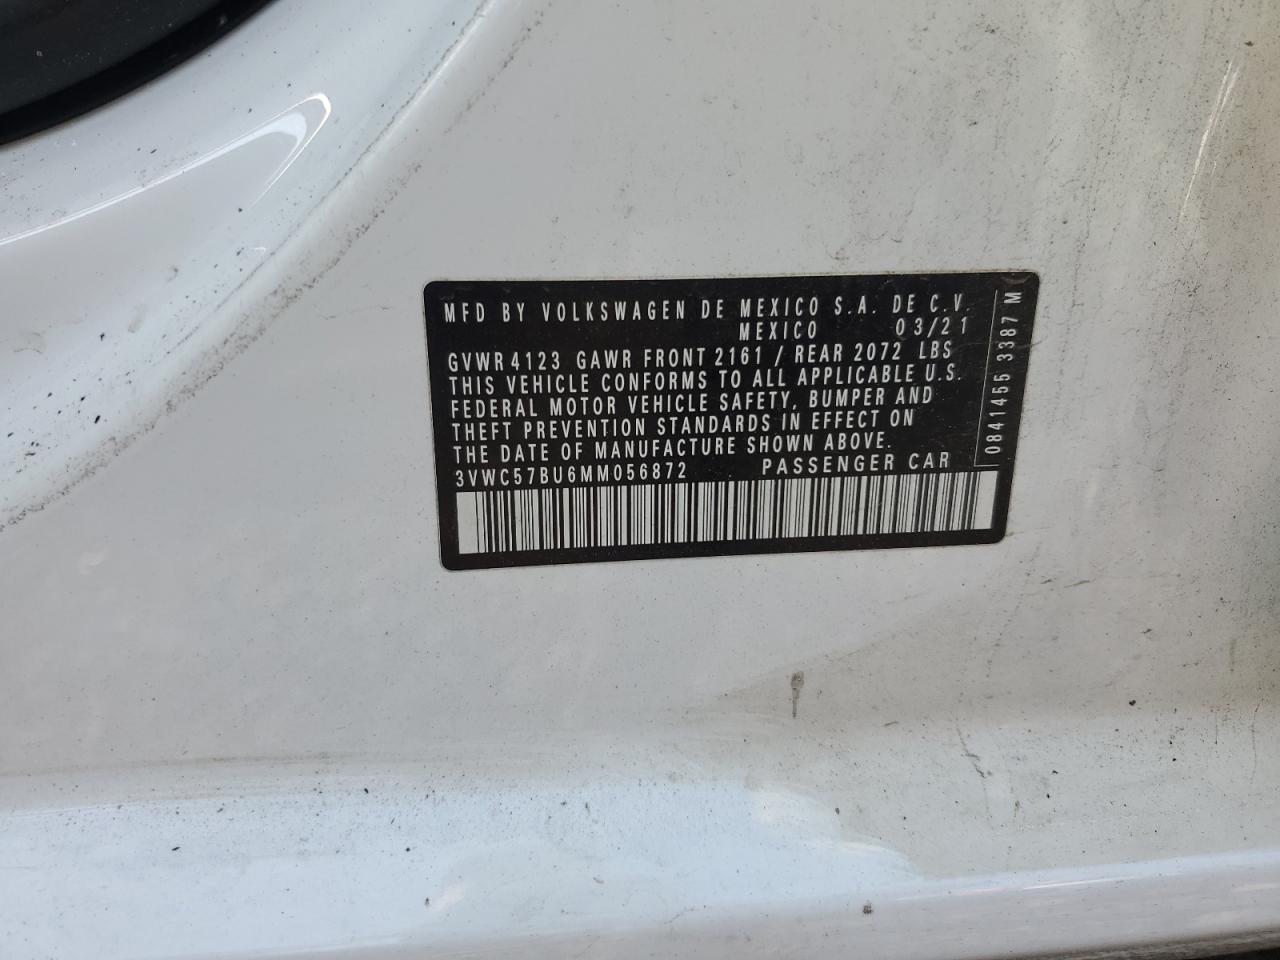 MFD BY VOLKSWAGEN DE MEXICO S.A. DE C.V.
MEXICO 03/21
GVWR 4123 GAWR FRONT 2161 / REAR 2072 LBS
THIS VEHICLE CONFORMS TO ALL APPLICABLE U.S.
FEDERAL MOTOR VEHICLE SAFETY, BUMPER AND
THEFT PREVENTION STANDARDS IN EFFECT ON
THE DATE OF MANUFACTURE SHOWN ABOVE.
3VWC57BU6MM056872 PASSENGER CAR
0841455 3387 M